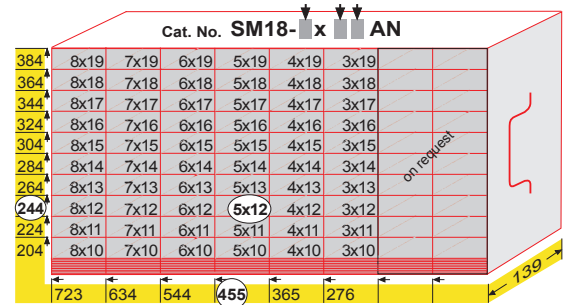 Cat. No. SM18- x AN
384 8x19 7x19 6x19 5x19 4x19 3x19
364 8x18 7x18 6x18 5x18 4x18 3x18
344 8x17 7x17 6x17 5x17 4x17 3x17
324 8x16 7x16 6x16 5x16 4x16 3x16
304 8x15 7x15 6x15 5x15 4x15 3x15
284 8x14 7x14 6x14 5x14 4x14 3x14
264 8x13 7x13 6x13 5x13 4x13 3x13
244 8x12 7x12 6x12 5x12 4x12 3x12
224 8x11 7x11 6x11 5x11 4x11 3x11
204 8x10 7x10 6x10 5x10 4x10 3x10
on request
723 634 544 455 365 276
139